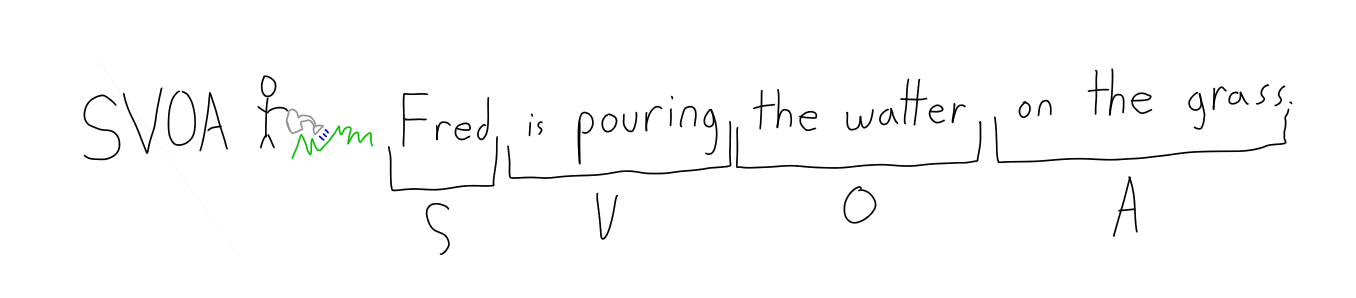 SVOA Fred is pouring the watter on the grass.
S V O A